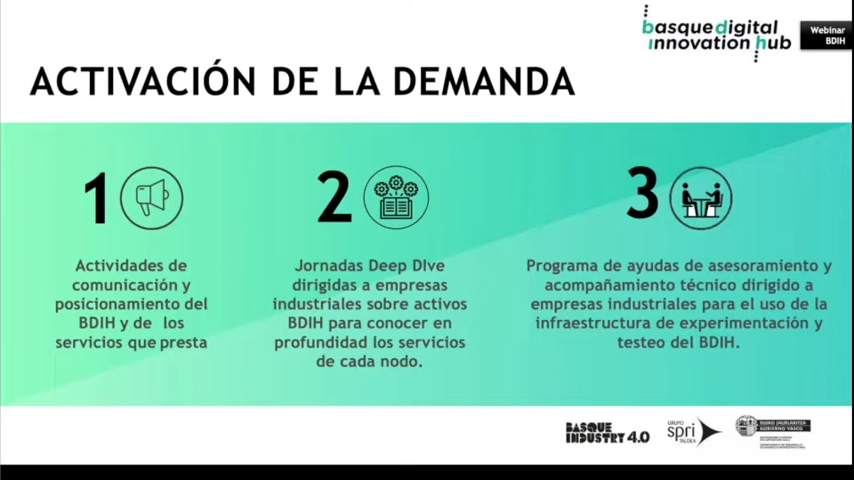 basque digital
innovation hub
Webinar
BDIH
ACTIVACIÓN DE LA DEMANDA
1
Actividades de
comunicación y
posicionamiento del
BDIH y de los
servicios que presta
2
Jornadas Deep DIve
dirigidas a empresas
industriales sobre activos
BDIH para conocer en
profundidad los servicios
de cada nodo.
3
Programa de ayudas de asesoramiento y
acompañamiento técnico dirigido a
empresas industriales para el uso de la
infraestructura de experimentación y
testeo del BDIH.
BASQUE
INDUSTRY 4.0
GRUPO
spri
TALDEA
EUSKO JAURLARITZA
GOBIERNO VASCO